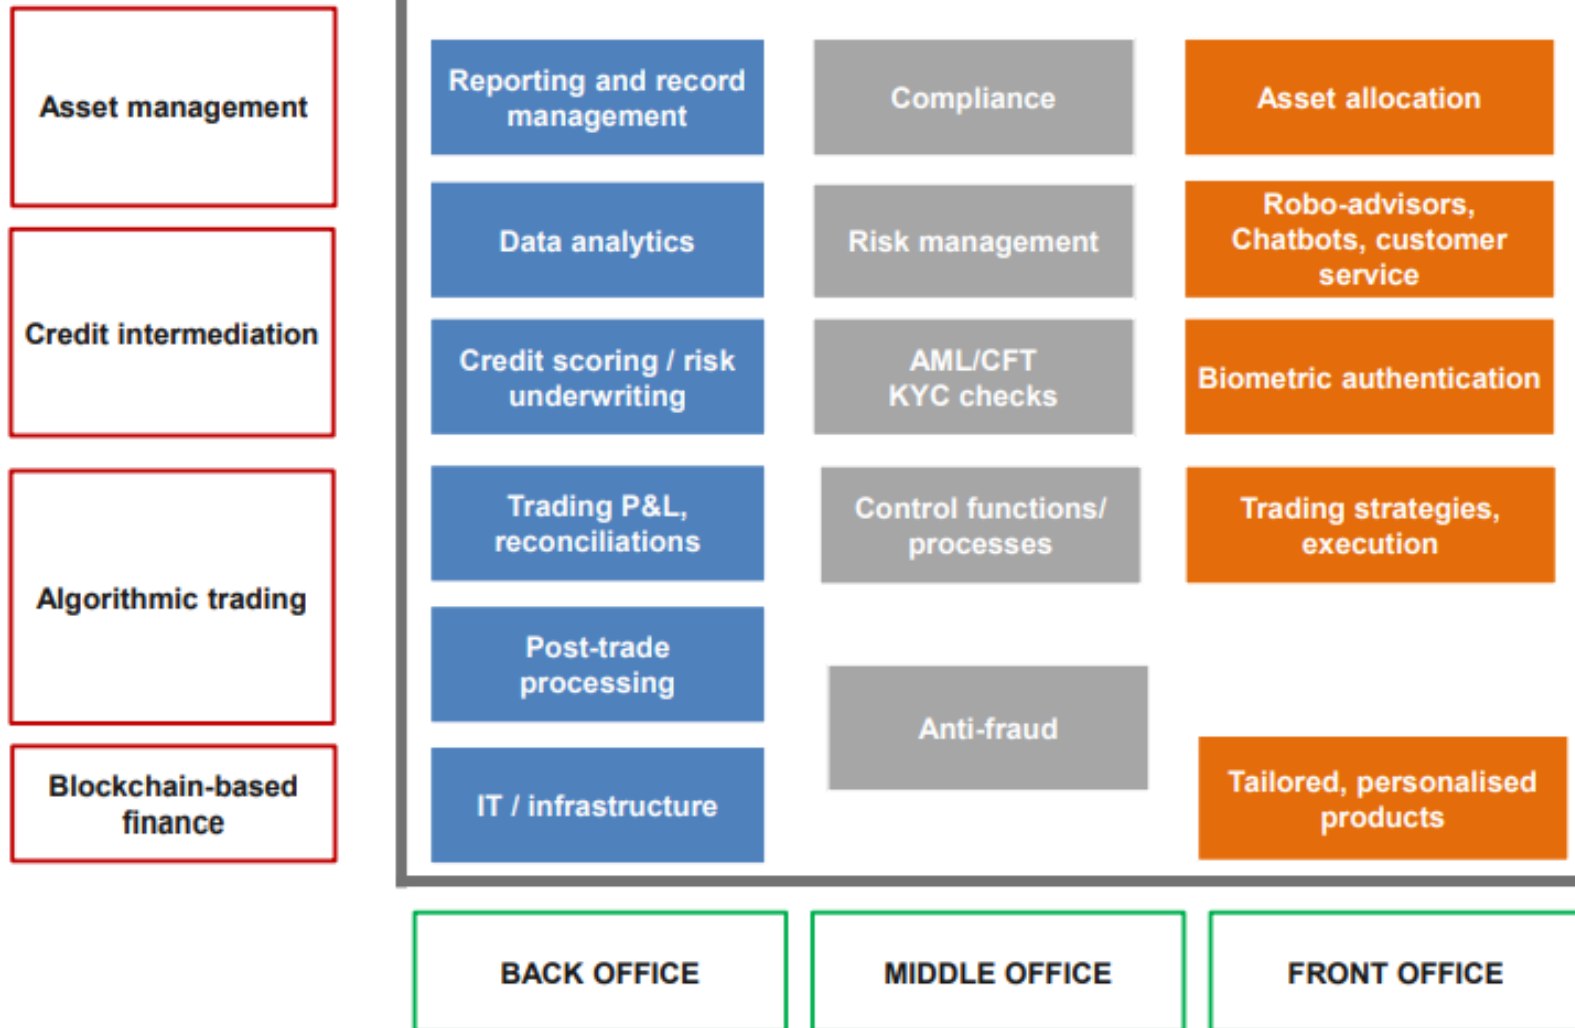 Asset management
Credit intermediation
Algorithmic trading
Blockchain-based
finance
Reporting and record
management
Data analytics
Credit scoring / risk
underwriting
Trading P&L,
reconciliations
Post-trade
processing
IT / infrastructure
Compliance
Risk management
AML/CFT
KYC checks
Control functions/
processes
Anti-fraud
Asset allocation
Robo-advisors,
Chatbots, customer
service
Biometric authentication
Trading strategies,
execution
Tailored, personalised
products
BACK OFFICE
MIDDLE OFFICE
FRONT OFFICE